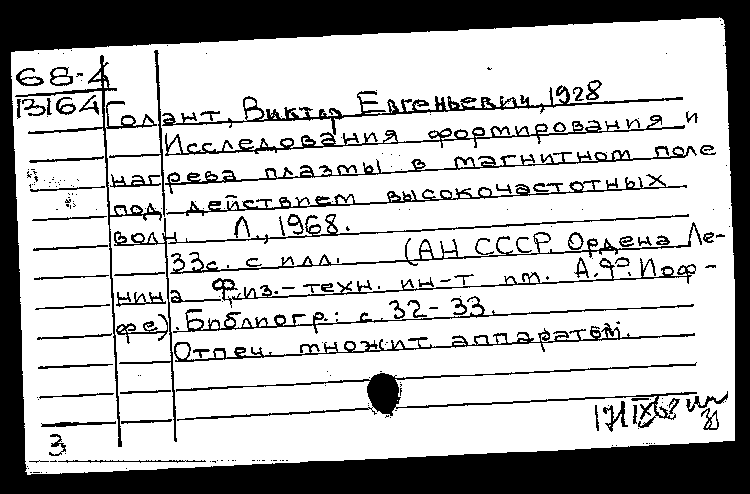 68-4
13164
Голант, Виктор Евгеньевич, 1928
Исследования формирования и
нагрева плазмы в магнитном поле
под действием высокочастотных
волн. Л., 1968.
33с. с илл. (АН СССР. Ордена Ле-
нина Физ.-техн. ин-т им. А.Ф. Иоф-
фе). Библиогр.: с. 32-33.
Отпеч. множит. аппаратом.
3